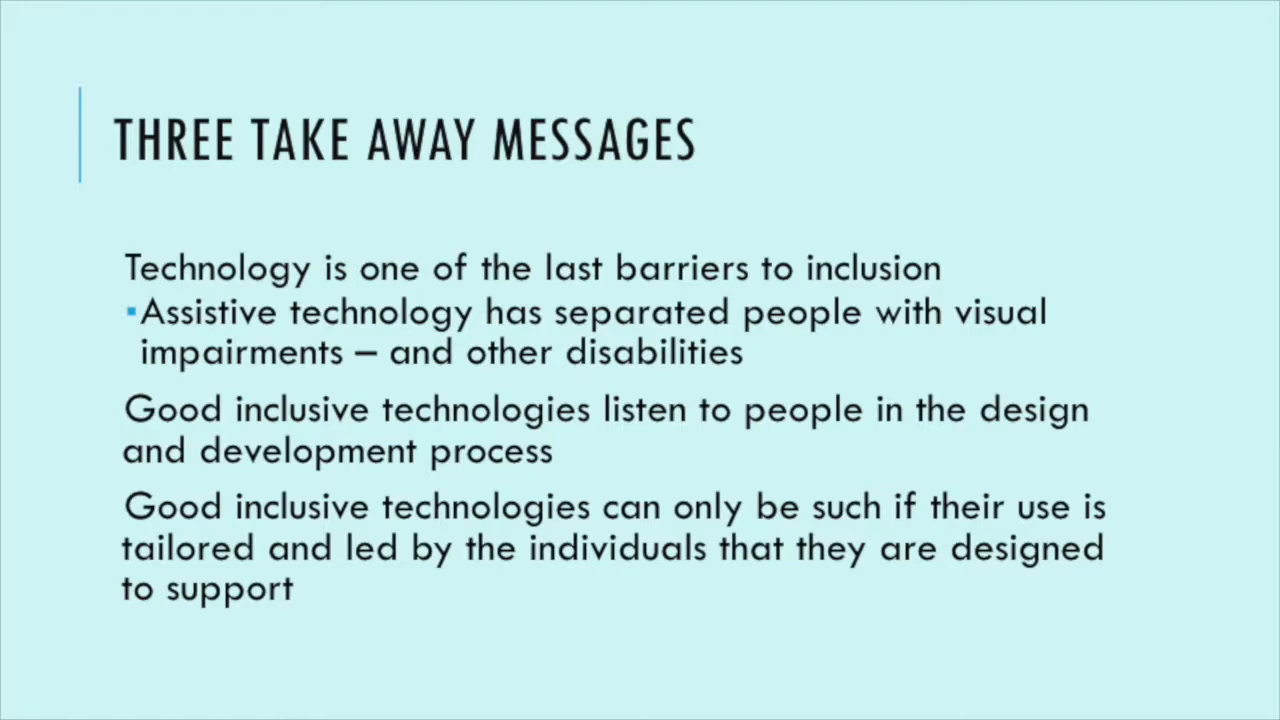 THREE TAKE AWAY MESSAGES
Technology is one of the last barriers to inclusion
▪Assistive technology has separated people with visual
impairments – and other disabilities
Good inclusive technologies listen to people in the design
and development process
Good inclusive technologies can only be such if their use is
tailored and led by the individuals that they are designed
to support